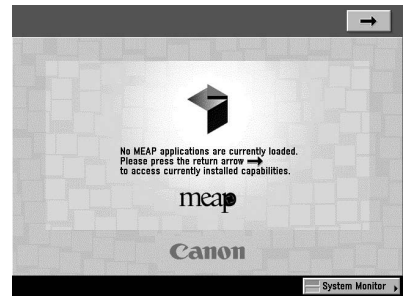 No MEAP applications are currently loaded.
Please press the return arrow →
to access currently installed capabilities.
meap
Canon
System Monitor